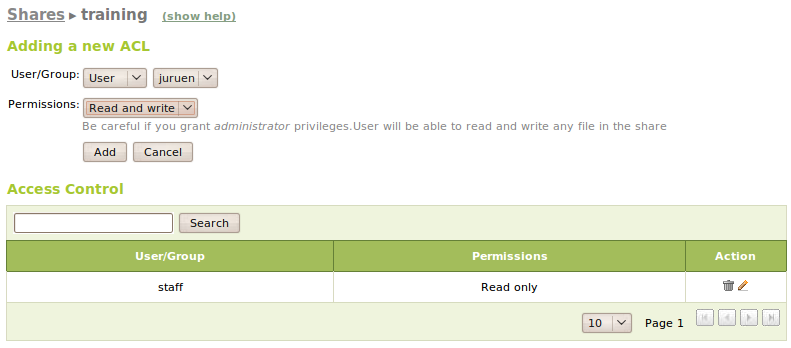 Shares ▸ training (show help)
Adding a new ACL
User/Group: User juruen
Permissions: Read and write
Be careful if you grant administrator privileges.User will be able to read and write any file in the share
Add Cancel
Access Control
Search
User/Group Permissions Action
staff Read only
10 Page 1